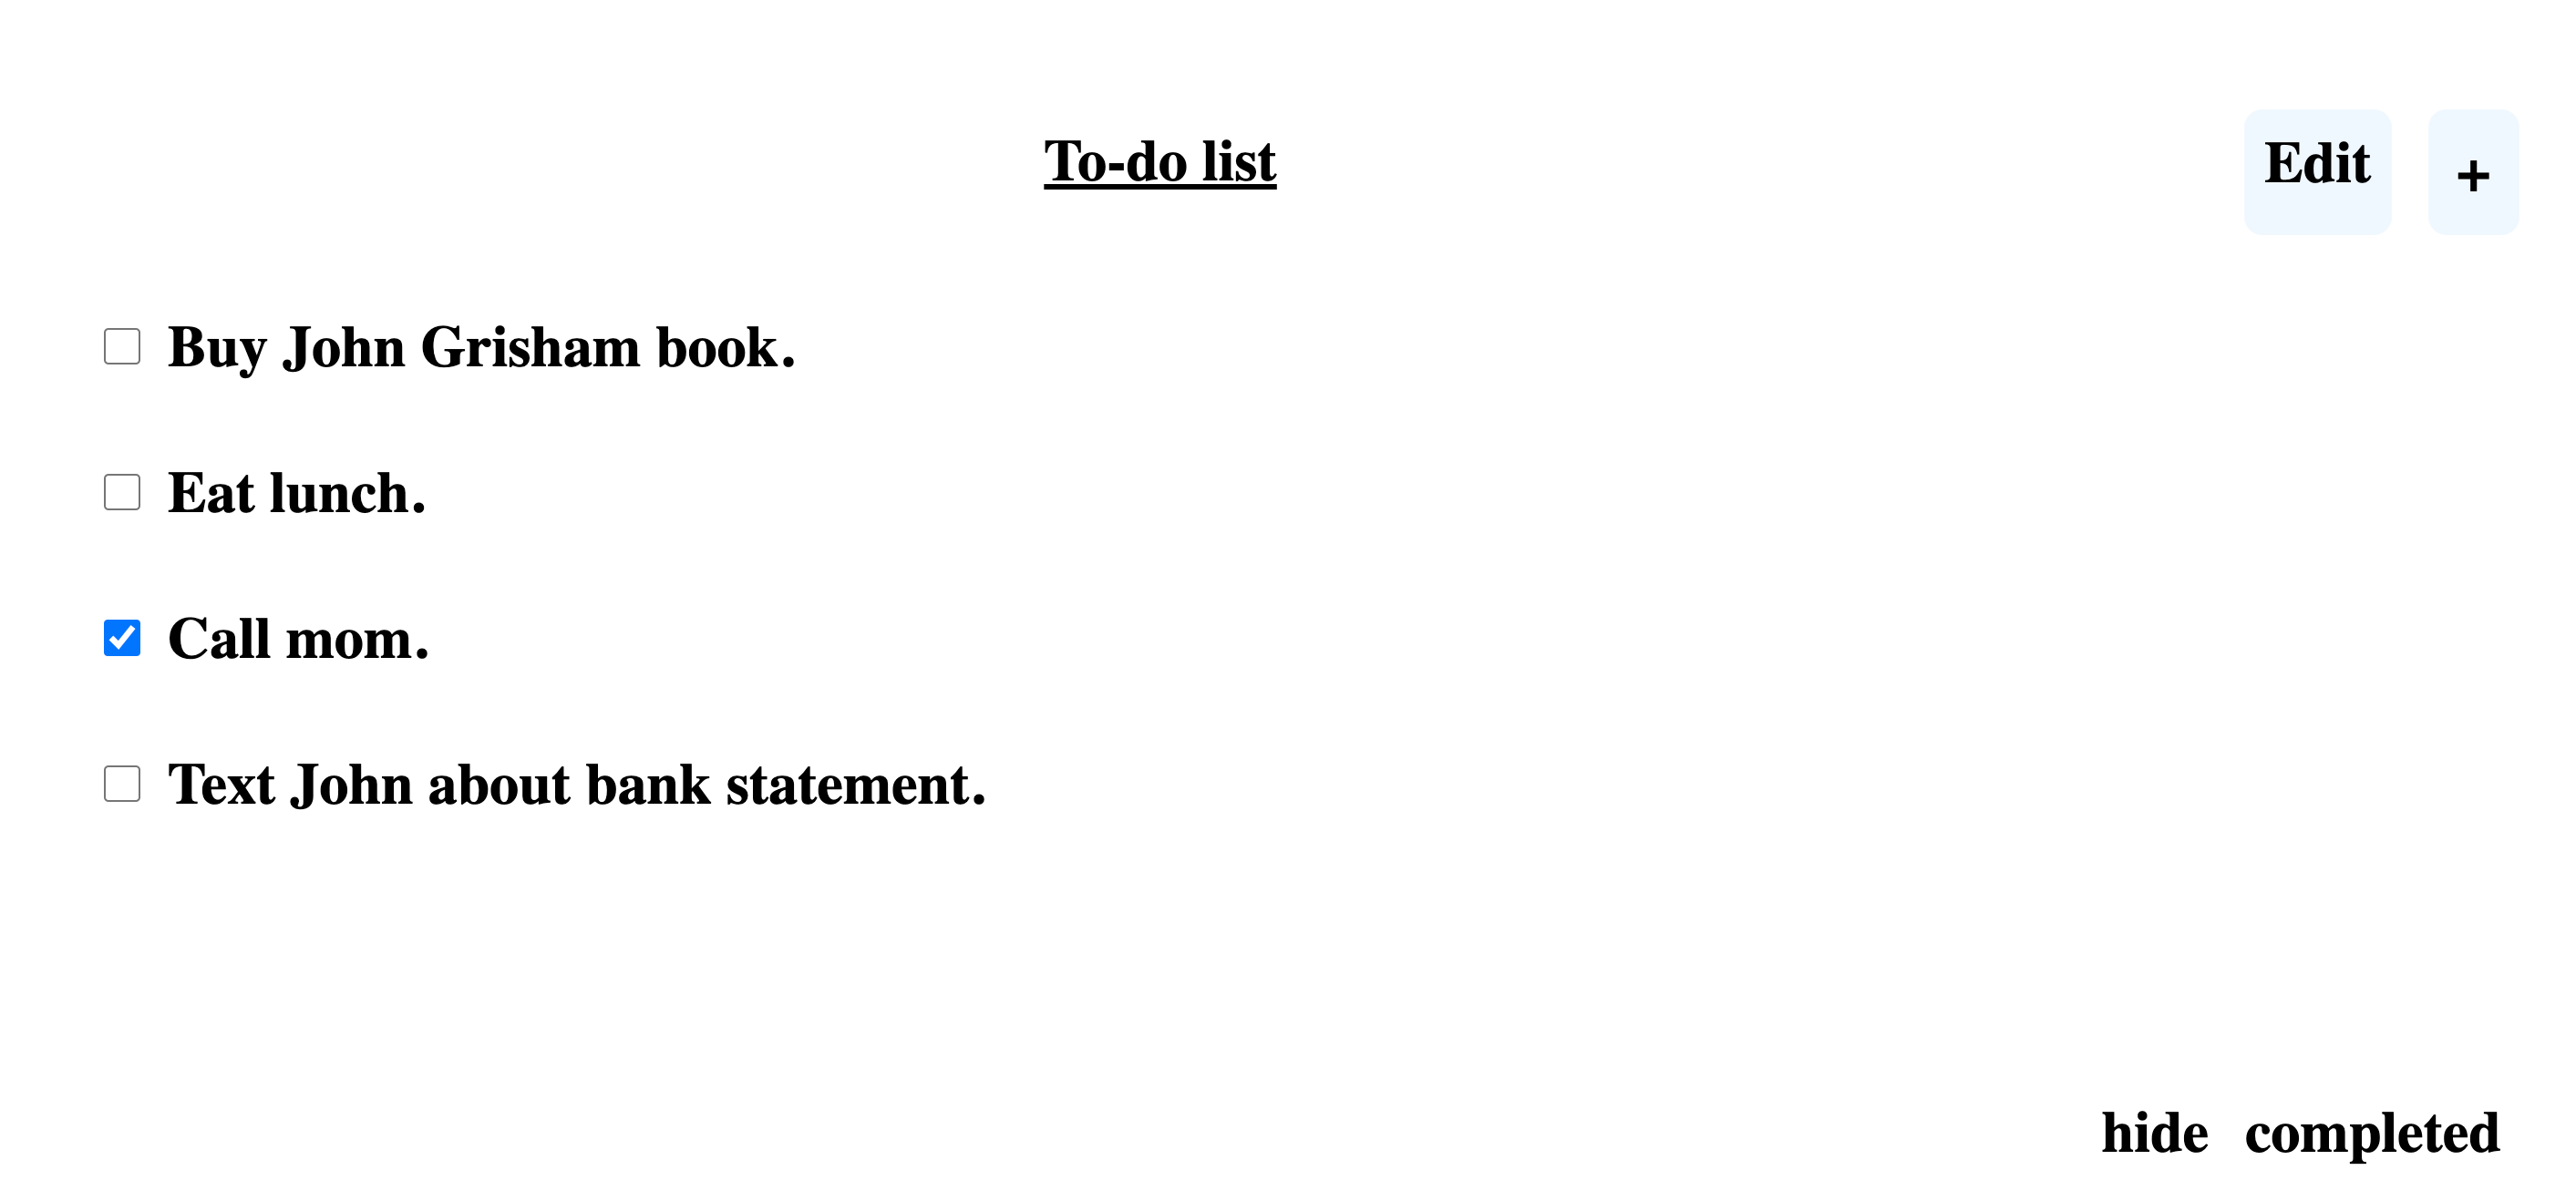 To-do list Edit +
Buy John Grisham book.
Eat lunch.
Call mom.
Text John about bank statement.
hide completed